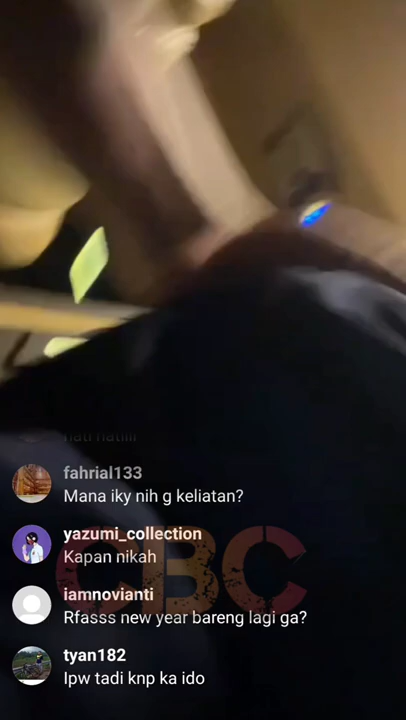 fahrial133
Mana iky nih g keliatan?
yazumi_collection
Kapan nikah
CBC
iamnovianti
Rfasss new year bareng lagi ga?
tyan182
Ipw tadi knp ka ido